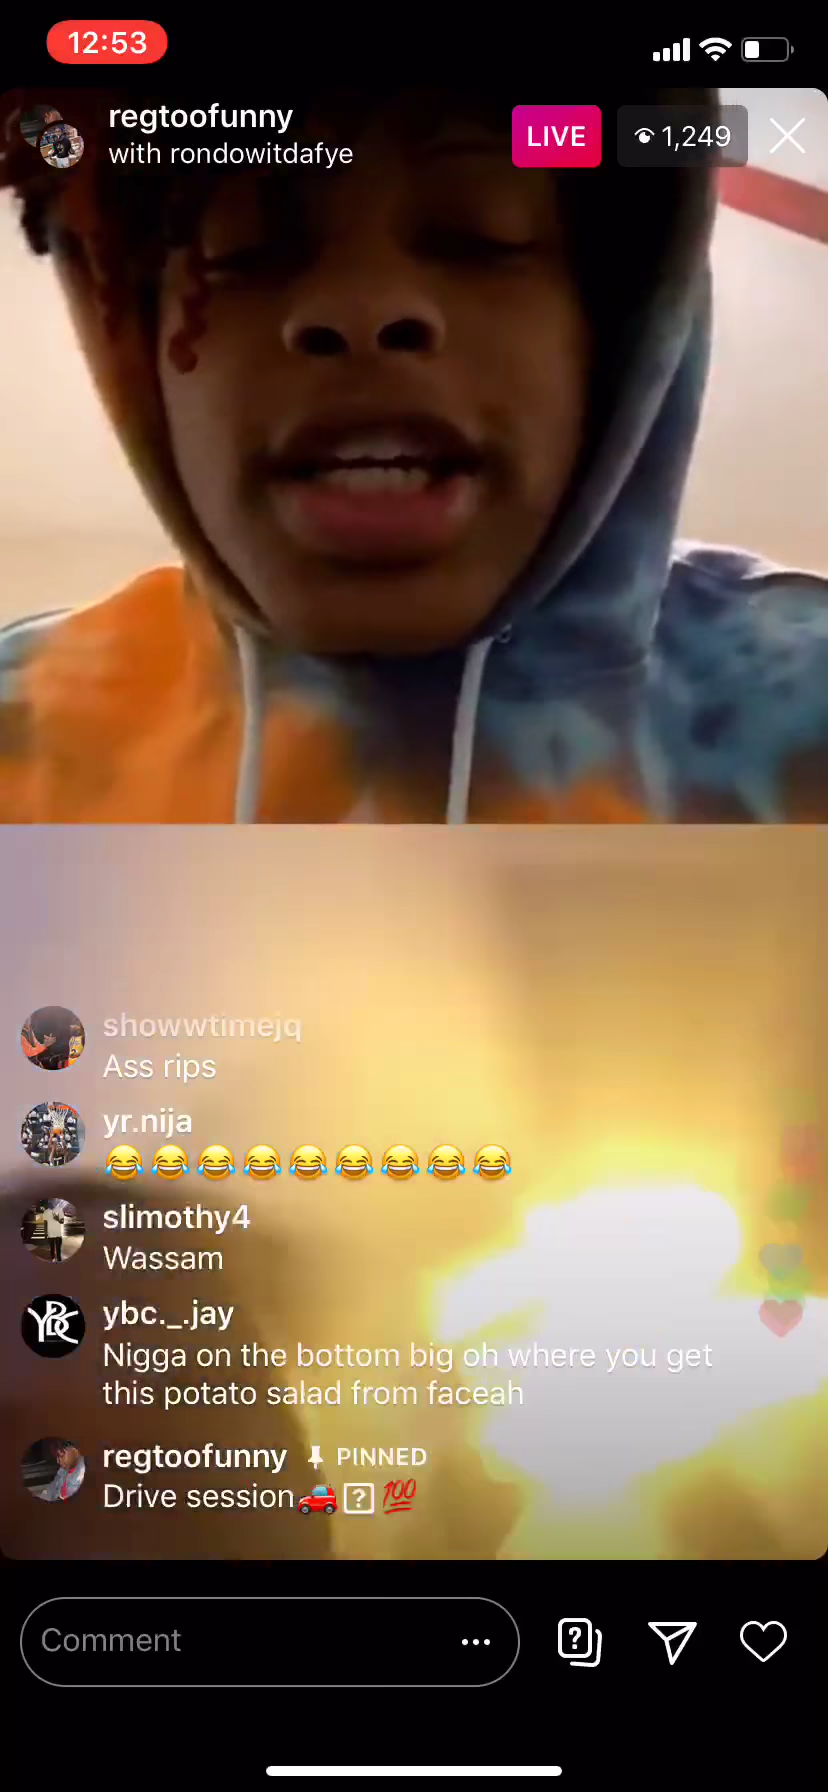 12:53
regtoofunny
with rondowitdafye
LIVE
1,249
showwtimejq
Ass rips
yr.nija
😂😂😂😂😂😂😂😂😂
slimothy4
Wassam
YBC
ybc._.jay
Nigga on the bottom big oh where you get
this potato salad from faceah
regtoofunny PINNED
Drive session🚗?💯
Comment